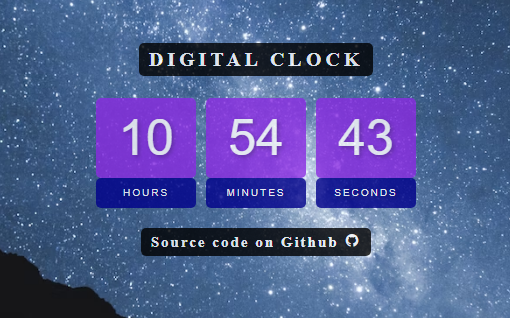 DIGITAL CLOCK
10 54 43
HOURS MINUTES SECONDS
Source code on Github